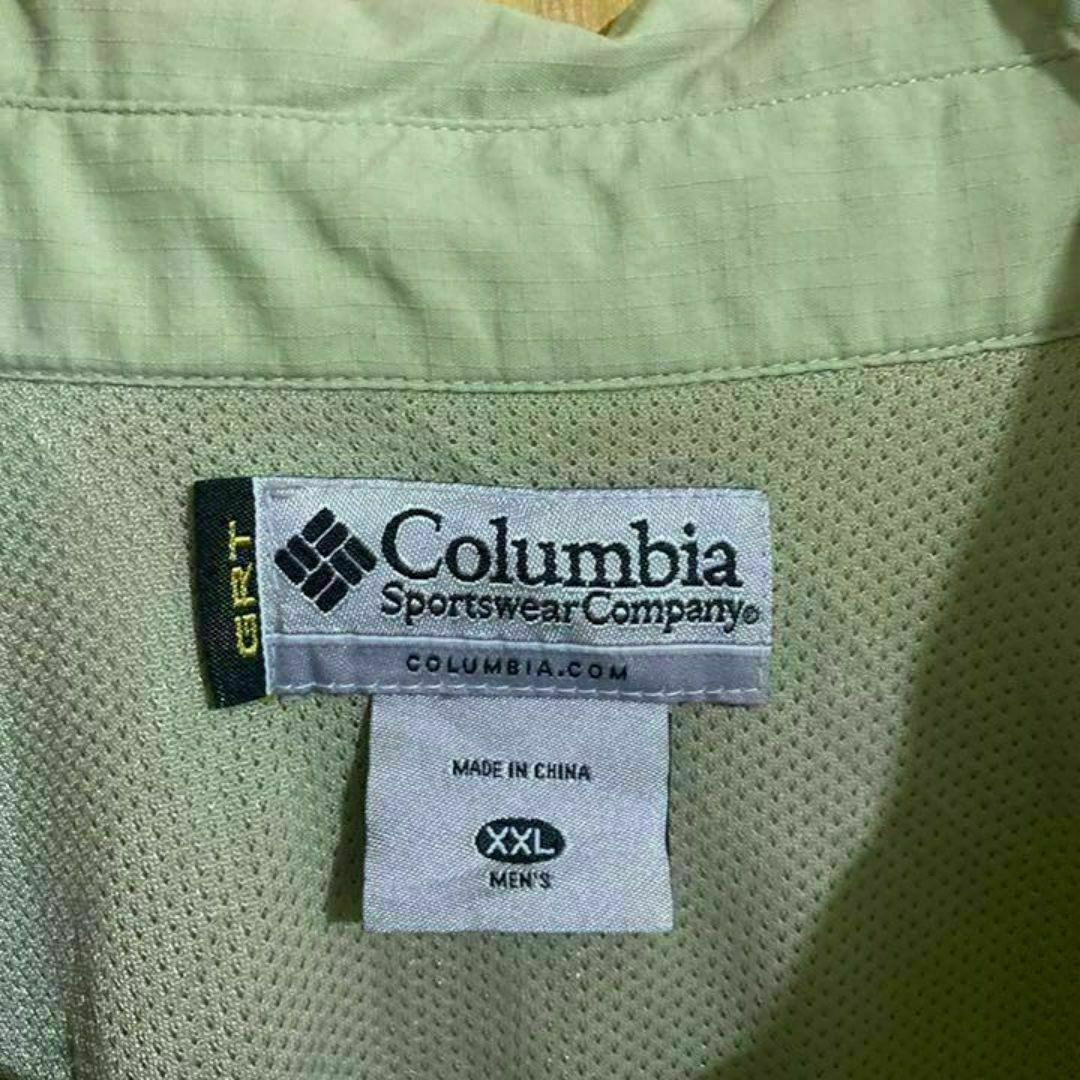 GRT
Columbia
Sportswear Company®
COLUMBIA.COM
MADE IN CHINA
XXL
MEN'S